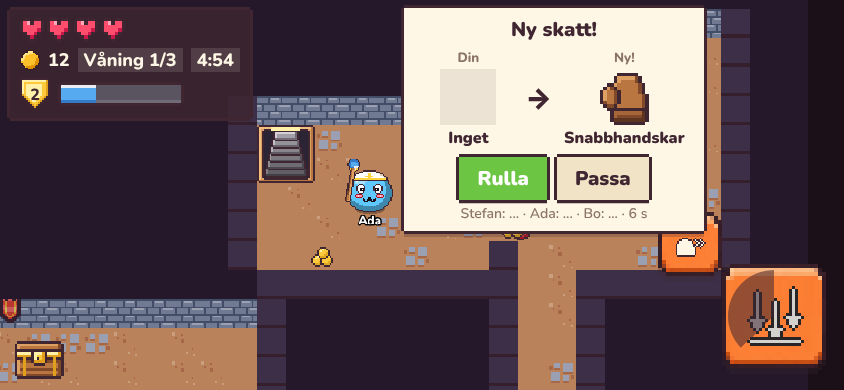 12 Våning 1/3 4:54
2
Ny skatt!
Din Ny!
Inget Snabbhandskar
Rulla Passa
Stefan: ... · Ada: ... · Bo: ... · 6 s
Ada